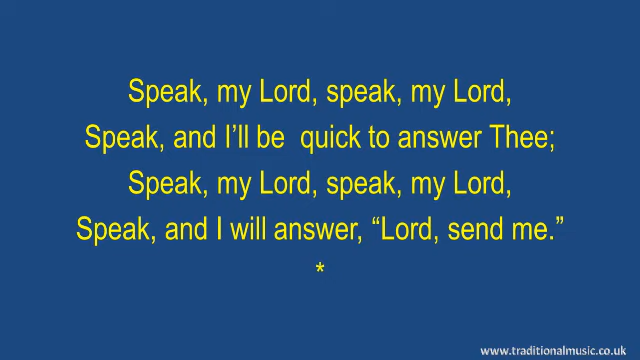 Speak, my Lord, speak, my Lord,
Speak, and I’ll be  quick to answer Thee;
Speak, my Lord, speak, my Lord,
Speak, and I will answer, “Lord, send me.”
*
www.traditionalmusic.co.uk